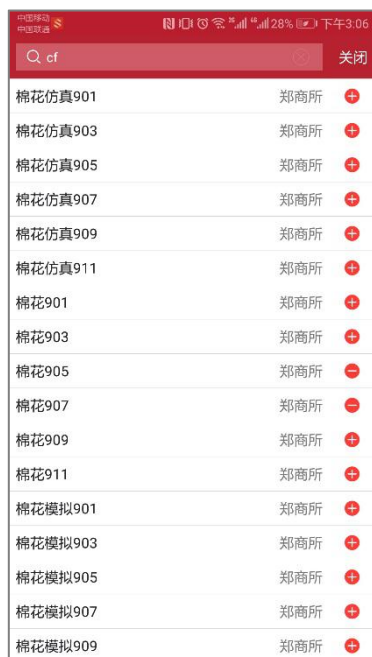 中国移动
中国联通
28% 下午3:06
cf 关闭
棉花仿真901 郑商所
棉花仿真903 郑商所
棉花仿真905 郑商所
棉花仿真907 郑商所
棉花仿真909 郑商所
棉花仿真911 郑商所
棉花901 郑商所
棉花903 郑商所
棉花905 郑商所
棉花907 郑商所
棉花909 郑商所
棉花911 郑商所
棉花模拟901 郑商所
棉花模拟903 郑商所
棉花模拟905 郑商所
棉花模拟907 郑商所
棉花模拟909 郑商所